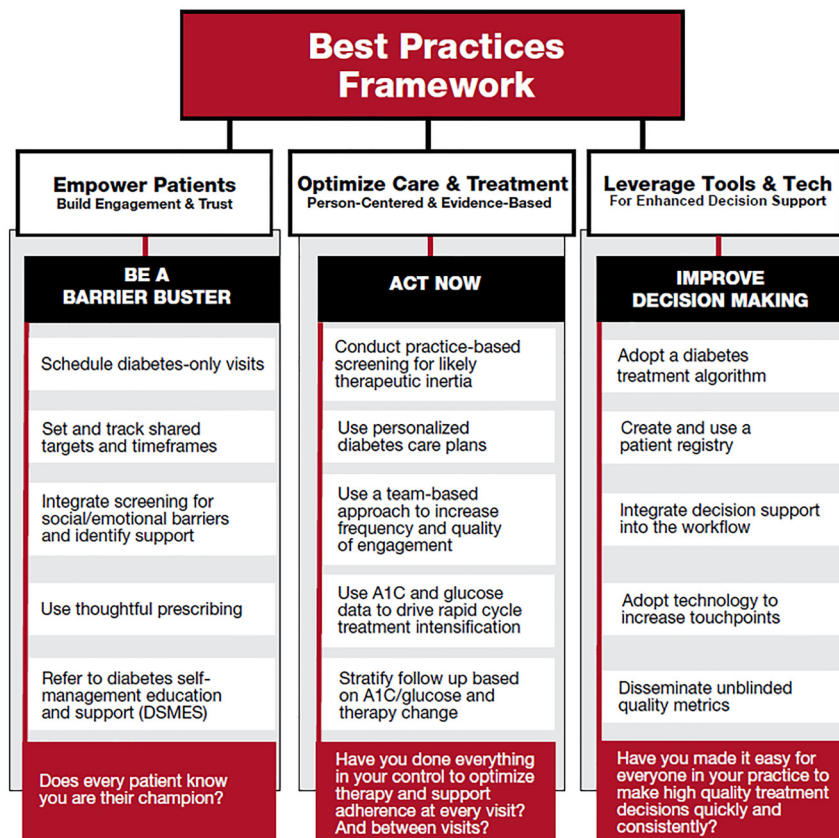 Best Practices
Framework
Empower Patients
Build Engagement & Trust
BE A
BARRIER BUSTER
Schedule diabetes-only visits
Set and track shared
targets and timeframes
Integrate screening for
social/emotional barriers
and identify support
Use thoughtful prescribing
Refer to diabetes self-
management education
and support (DSMES)
Does every patient know
you are their champion?
Optimize Care & Treatment
Person-Centered & Evidence-Based
ACT NOW
Conduct practice-based
screening for likely
therapeutic inertia
Use personalized
diabetes care plans
Use a team-based
approach to increase
frequency and quality
of engagement
Use A1C and glucose
data to drive rapid cycle
treatment intensification
Stratify follow up based
on A1C/glucose and
therapy change
Have you done everything
in your control to optimize
therapy and support
adherence at every visit?
And between visits?
Leverage Tools & Tech
For Enhanced Decision Support
IMPROVE
DECISION MAKING
Adopt a diabetes
treatment algorithm
Create and use a
patient registry
Integrate decision support
into the workflow
Adopt technology to
increase touchpoints
Disseminate unblinded
quality metrics
Have you made it easy for
everyone in your practice to
make high quality treatment
decisions quickly and
consistently?